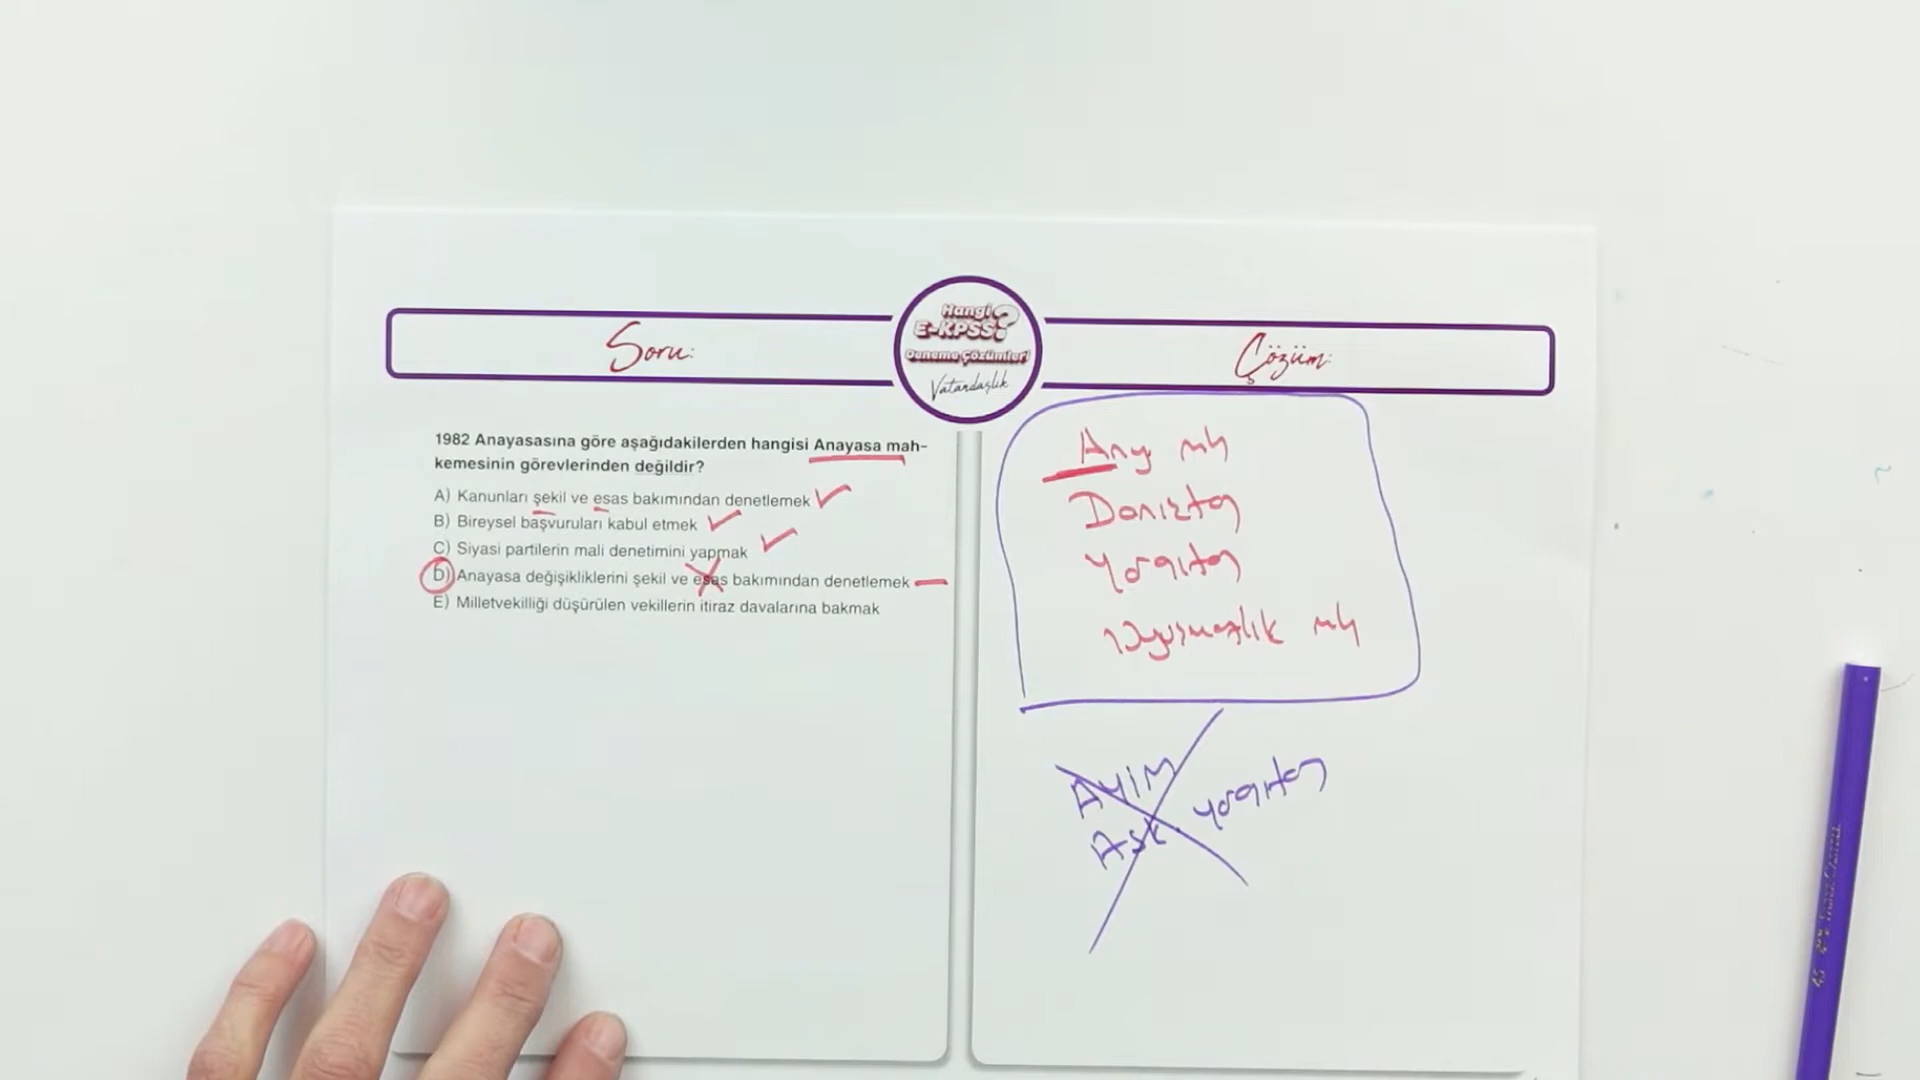 Soru:
Hangi
E-KPSS?
Deneme Çözümleri
Vatandaşlık
Çözüm:
1982 Anayasasına göre aşağıdakilerden hangisi Anayasa mah-
kemesinin görevlerinden değildir?
A) Kanunları şekil ve esas bakımından denetlemek
B) Bireysel başvuruları kabul etmek
C) Siyasi partilerin mali denetimini yapmak
D) Anayasa değişikliklerini şekil ve esas bakımından denetlemek
E) Milletvekilliği düşürülen vekillerin itiraz davalarına bakmak
Any mh
Danıştay
Yargıtay
Uyuşmazlık mh
AYİM
Ask. yargıtay